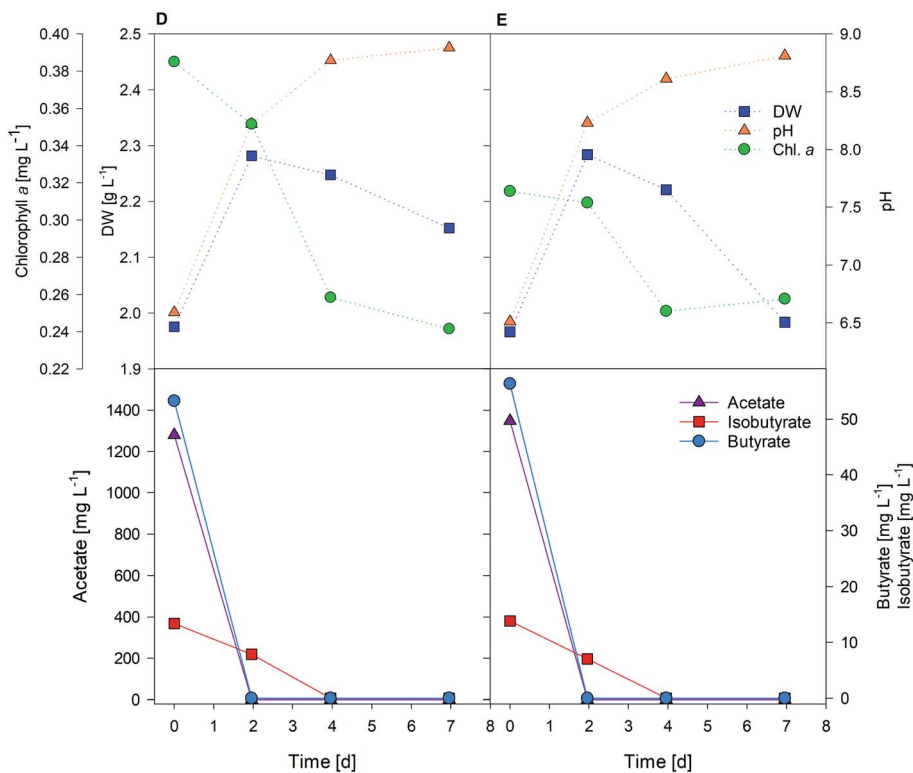 D
E
0.40
0.38
0.36
0.34
0.32
0.30
0.28
0.26
0.24
0.22
Chlorophyll a [mg L⁻¹]
2.5
2.4
2.3
2.2
2.1
2.0
1.9
DW [g L⁻¹]
DW
pH
Chl. a
9.0
8.5
8.0
7.5
7.0
6.5
pH
1400
1200
1000
800
600
400
200
0
Acetate [mg L⁻¹]
Acetate
Isobutyrate
Butyrate
50
40
30
20
10
0
Butyrate [mg L⁻¹]
Isobutyrate [mg L⁻¹]
0 1 2 3 4 5 6 7 8 0 1 2 3 4 5 6 7 8
Time [d] Time [d]